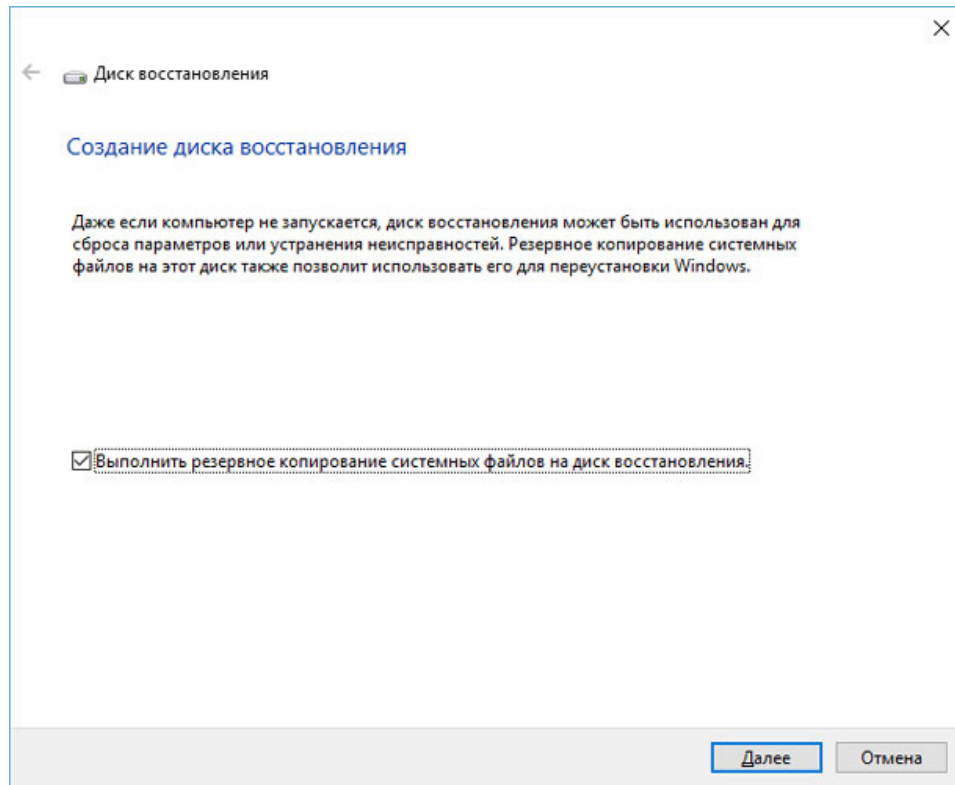 Диск восстановления
Создание диска восстановления
Даже если компьютер не запускается, диск восстановления может быть использован для
сброса параметров или устранения неисправностей. Резервное копирование системных
файлов на этот диск также позволит использовать его для переустановки Windows.
Выполнить резервное копирование системных файлов на диск восстановления.
Далее
Отмена